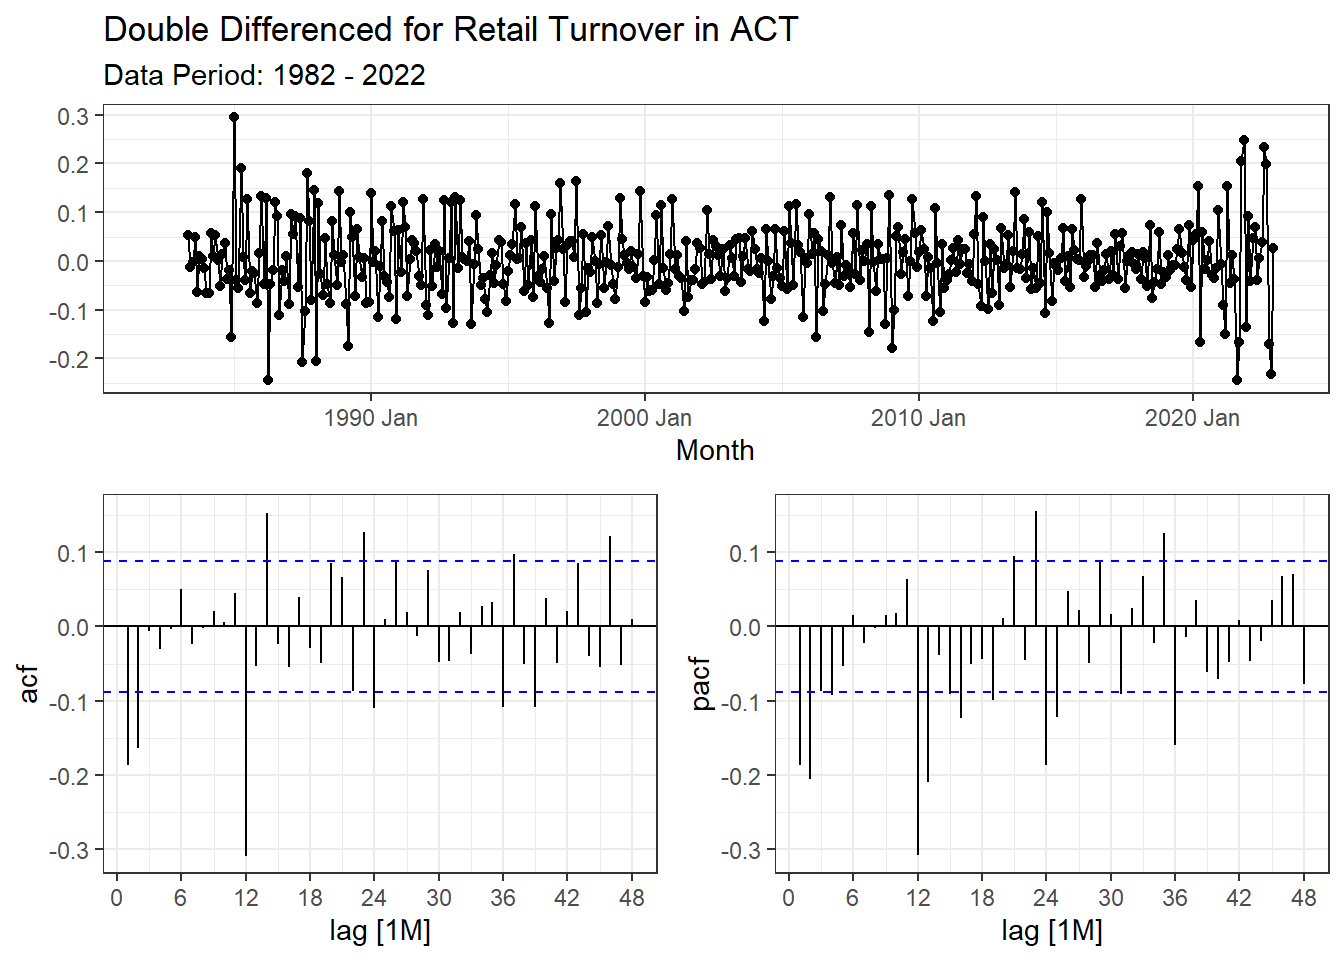 Double Differenced for Retail Turnover in ACT
Data Period: 1982 - 2022
0.3
0.2
0.1
0.0
-0.1
-0.2
1990 Jan 2000 Jan 2010 Jan 2020 Jan
Month
acf
0.1
0.0
-0.1
-0.2
-0.3
0 6 12 18 24 30 36 42 48
lag [1M]
pacf
0.1
0.0
-0.1
-0.2
-0.3
0 6 12 18 24 30 36 42 48
lag [1M]